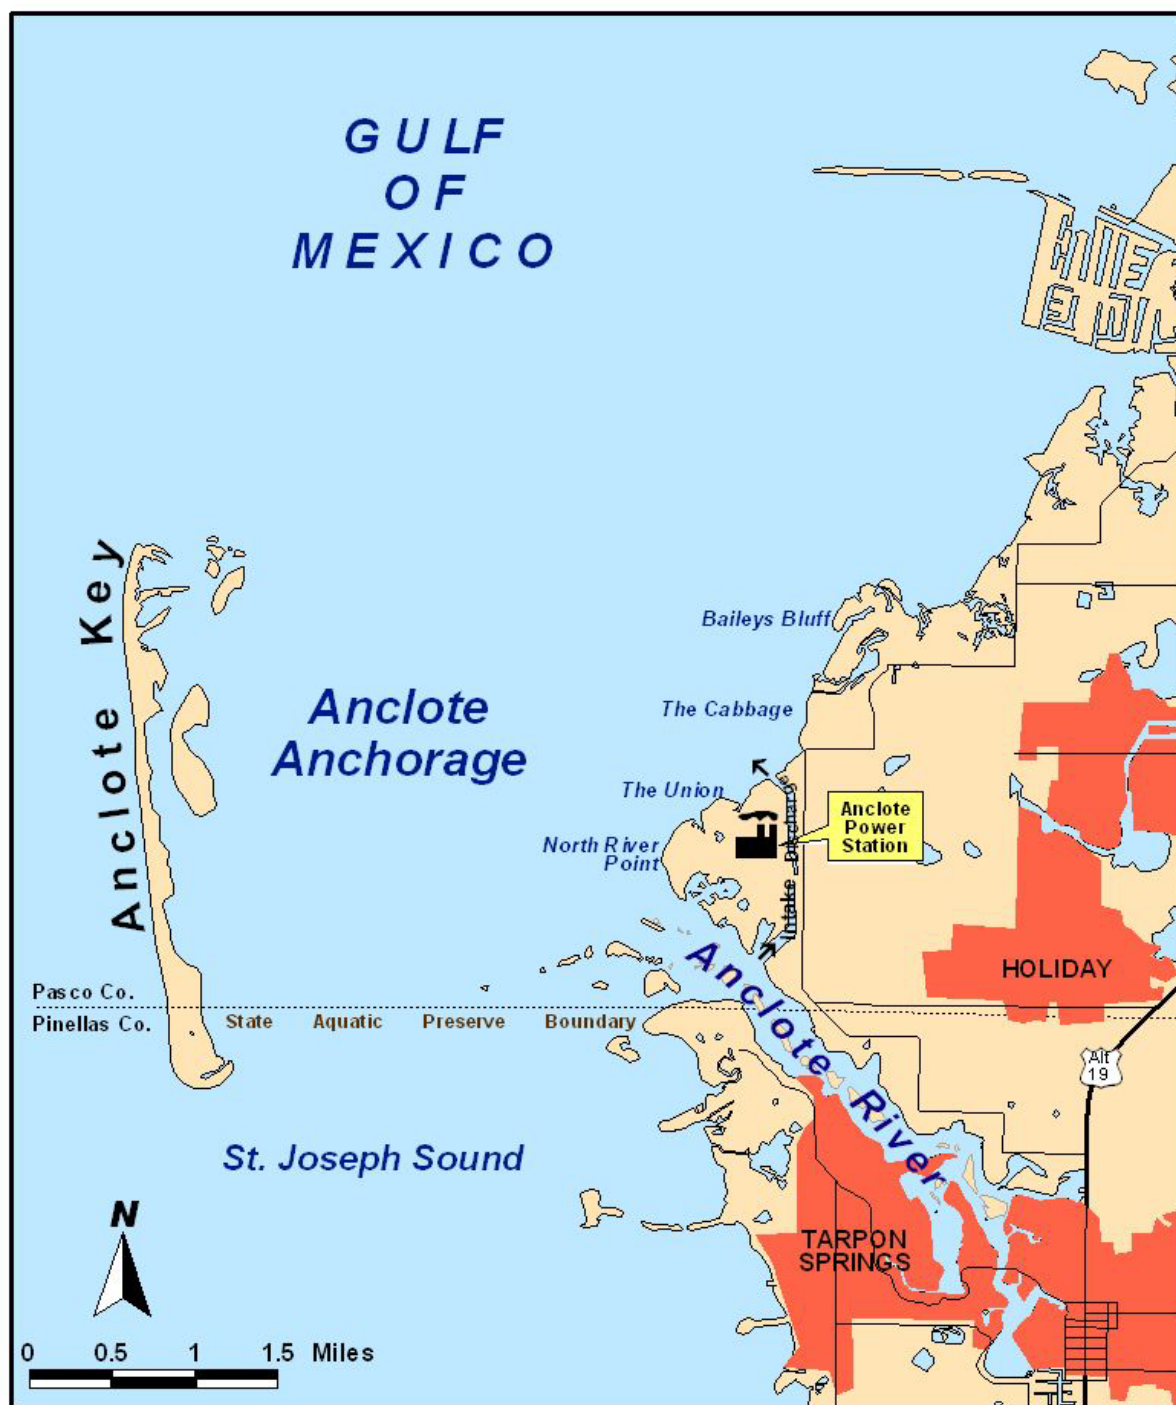 GULF
OF
MEXICO
Anclote Key
Baileys Bluff
Anclote
Anchorage
The Cabbage
The Union
North River
Point
Anclote
Power
Station
Intake Discharge
Anclote River
HOLIDAY
Pasco Co.
Pinellas Co.
State Aquatic Preserve Boundary
Alt
19
St. Joseph Sound
N
TARPON
SPRINGS
0 0.5 1 1.5 Miles